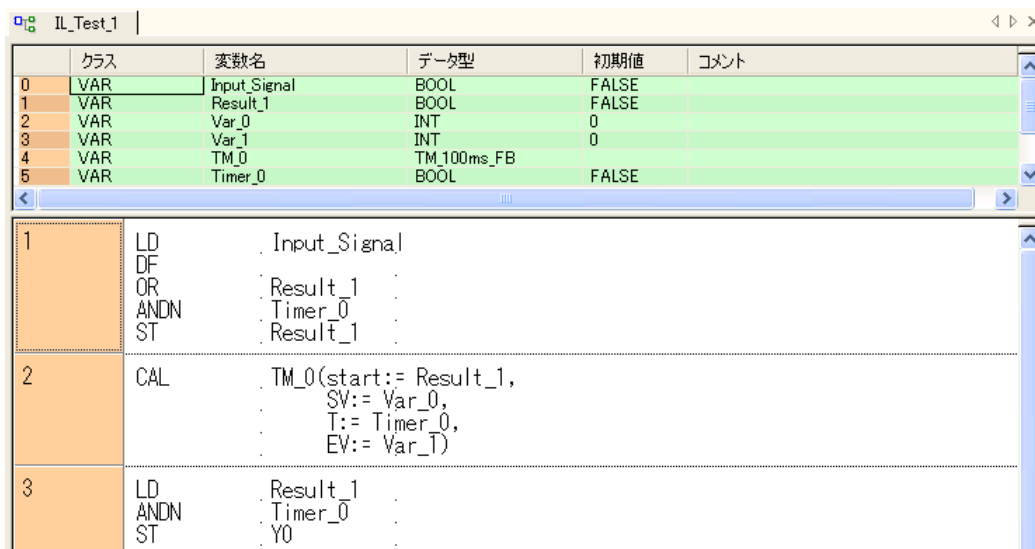 IL_Test_1
クラス 変数名 データ型 初期値 コメント
0 VAR Input_Signal BOOL FALSE
1 VAR Result_1 BOOL FALSE
2 VAR Var_0 INT 0
3 VAR Var_1 INT 0
4 VAR TM_0 TM_100ms_FB
5 VAR Timer_0 BOOL FALSE
1 LD Input_Signal
DF
OR Result_1
ANDN Timer_0
ST Result_1
2 CAL TM_0(start:= Result_1,
SV:= Var_0,
T:= Timer_0,
EV:= Var_1)
3 LD Result_1
ANDN Timer_0
ST Y0